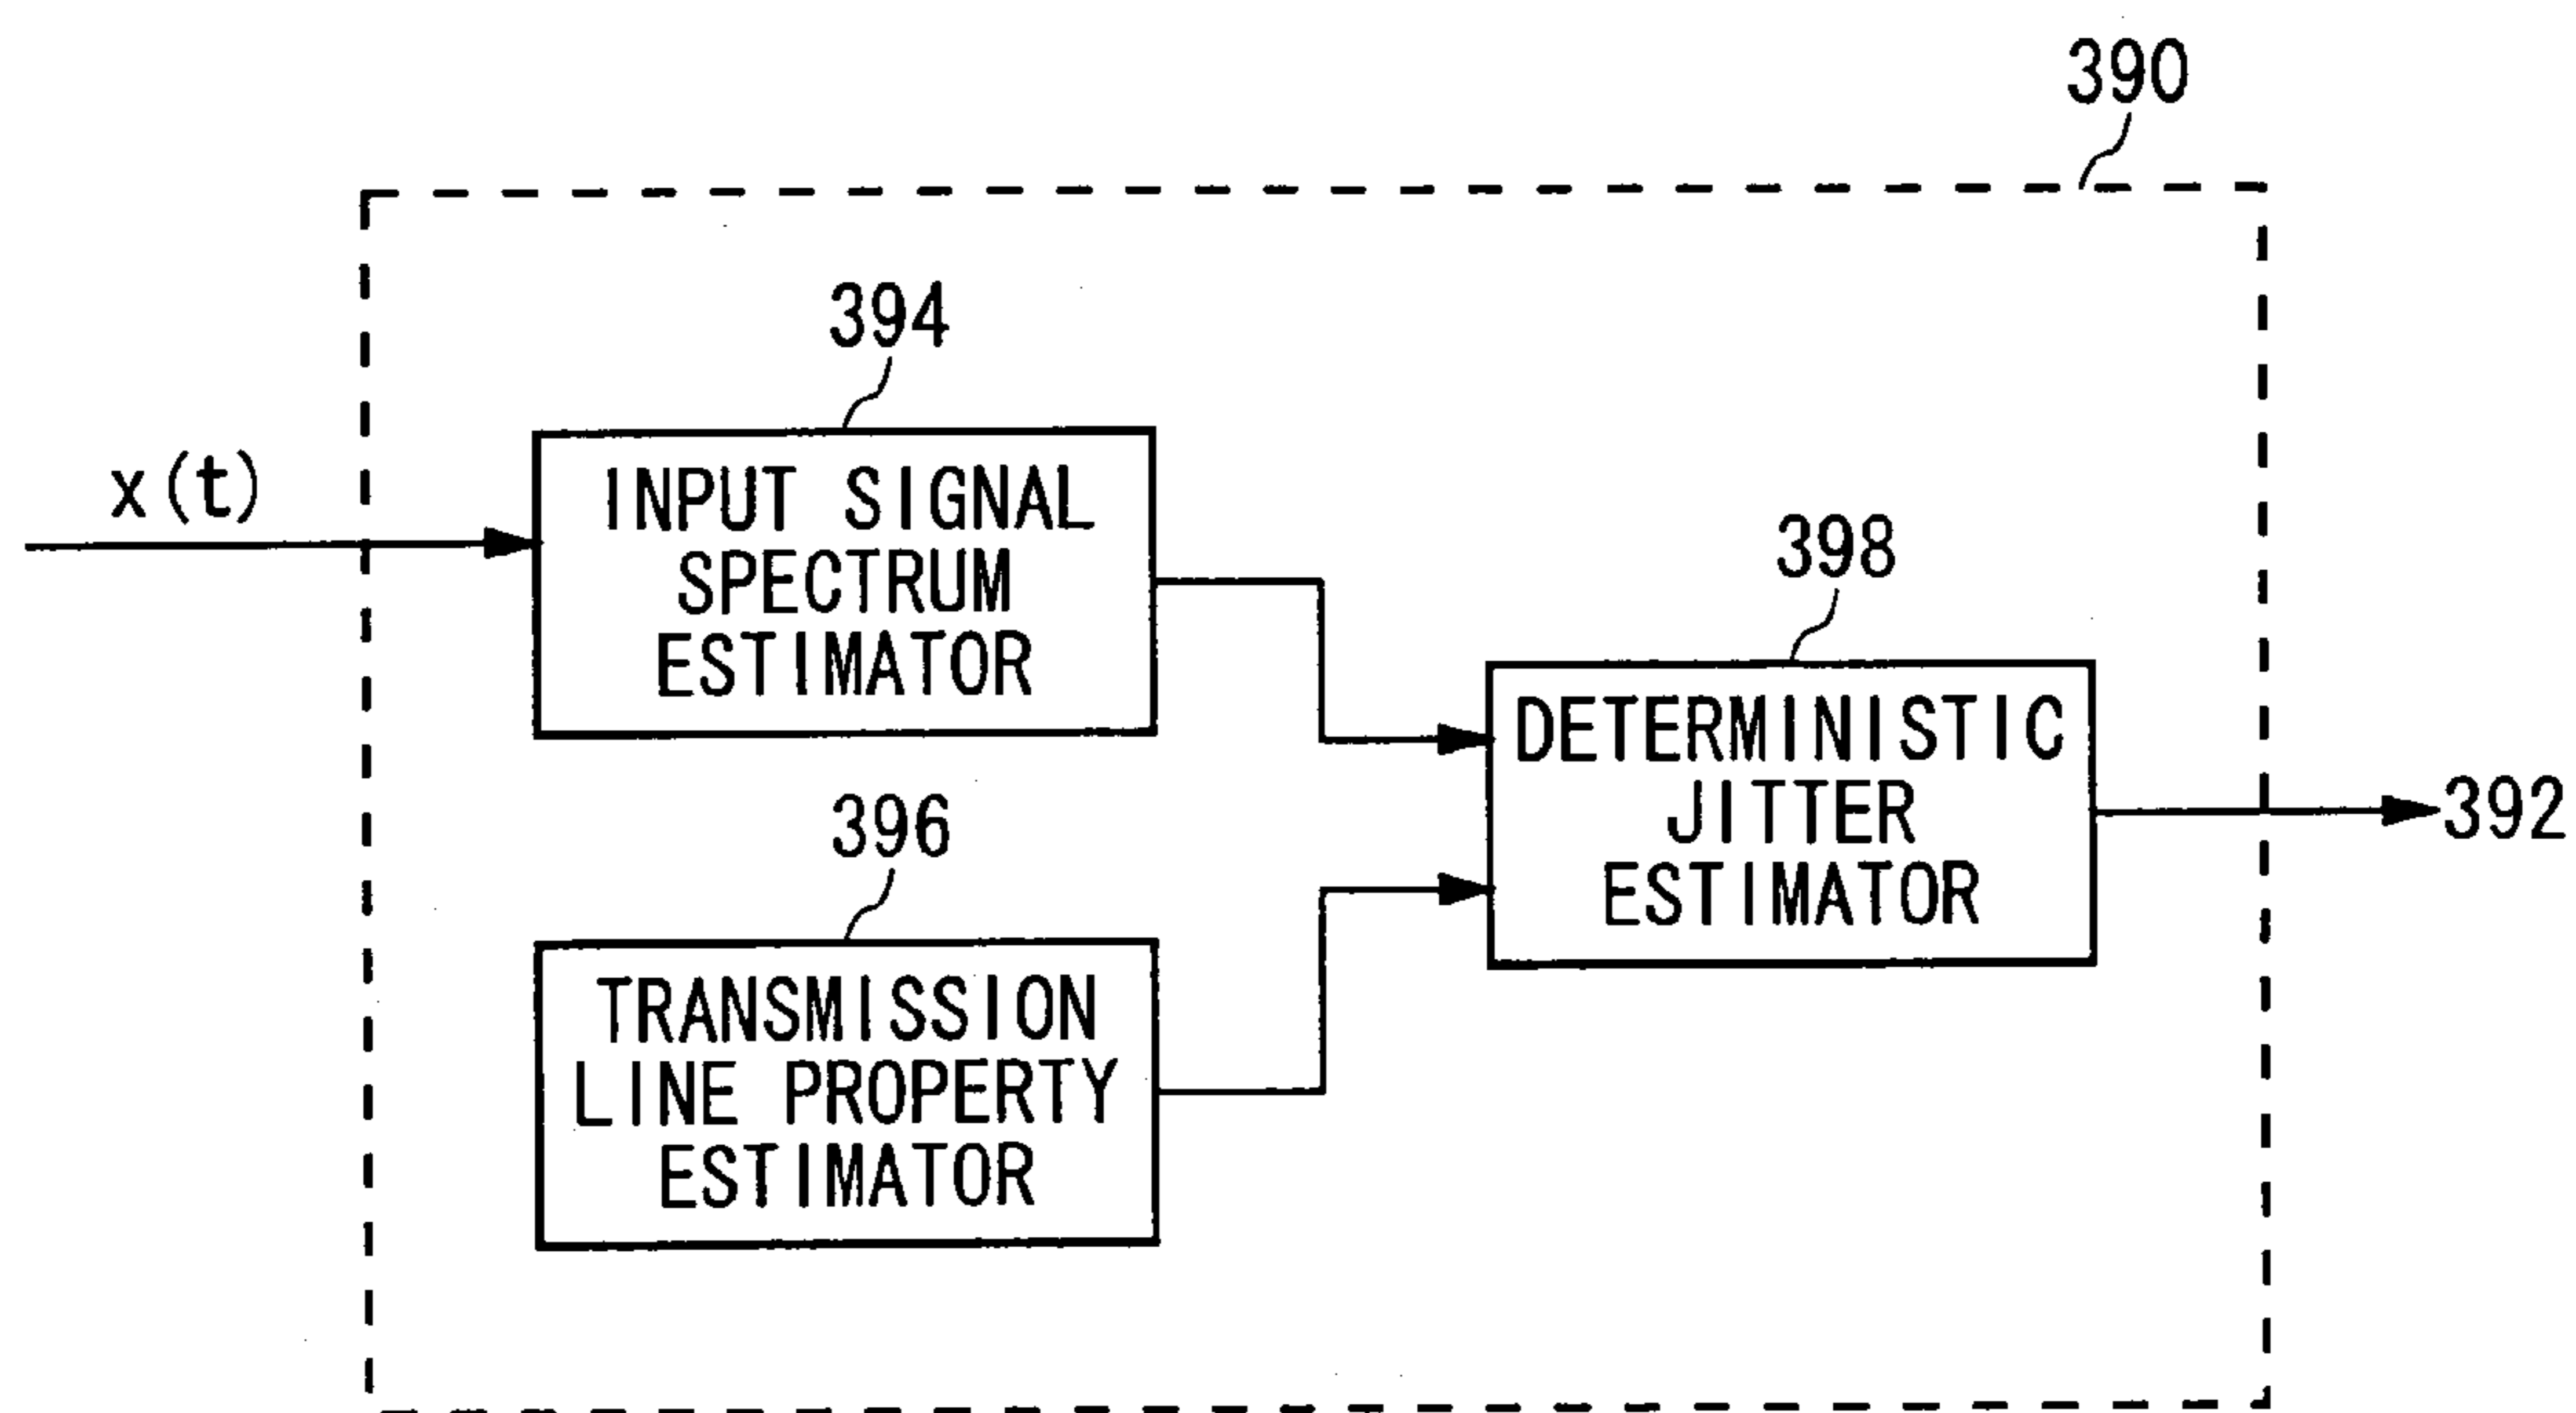 390
394
x(t)
INPUT SIGNAL
SPECTRUM
ESTIMATOR
398
DETERMINISTIC
JITTER
ESTIMATOR
392
396
TRANSMISSION
LINE PROPERTY
ESTIMATOR